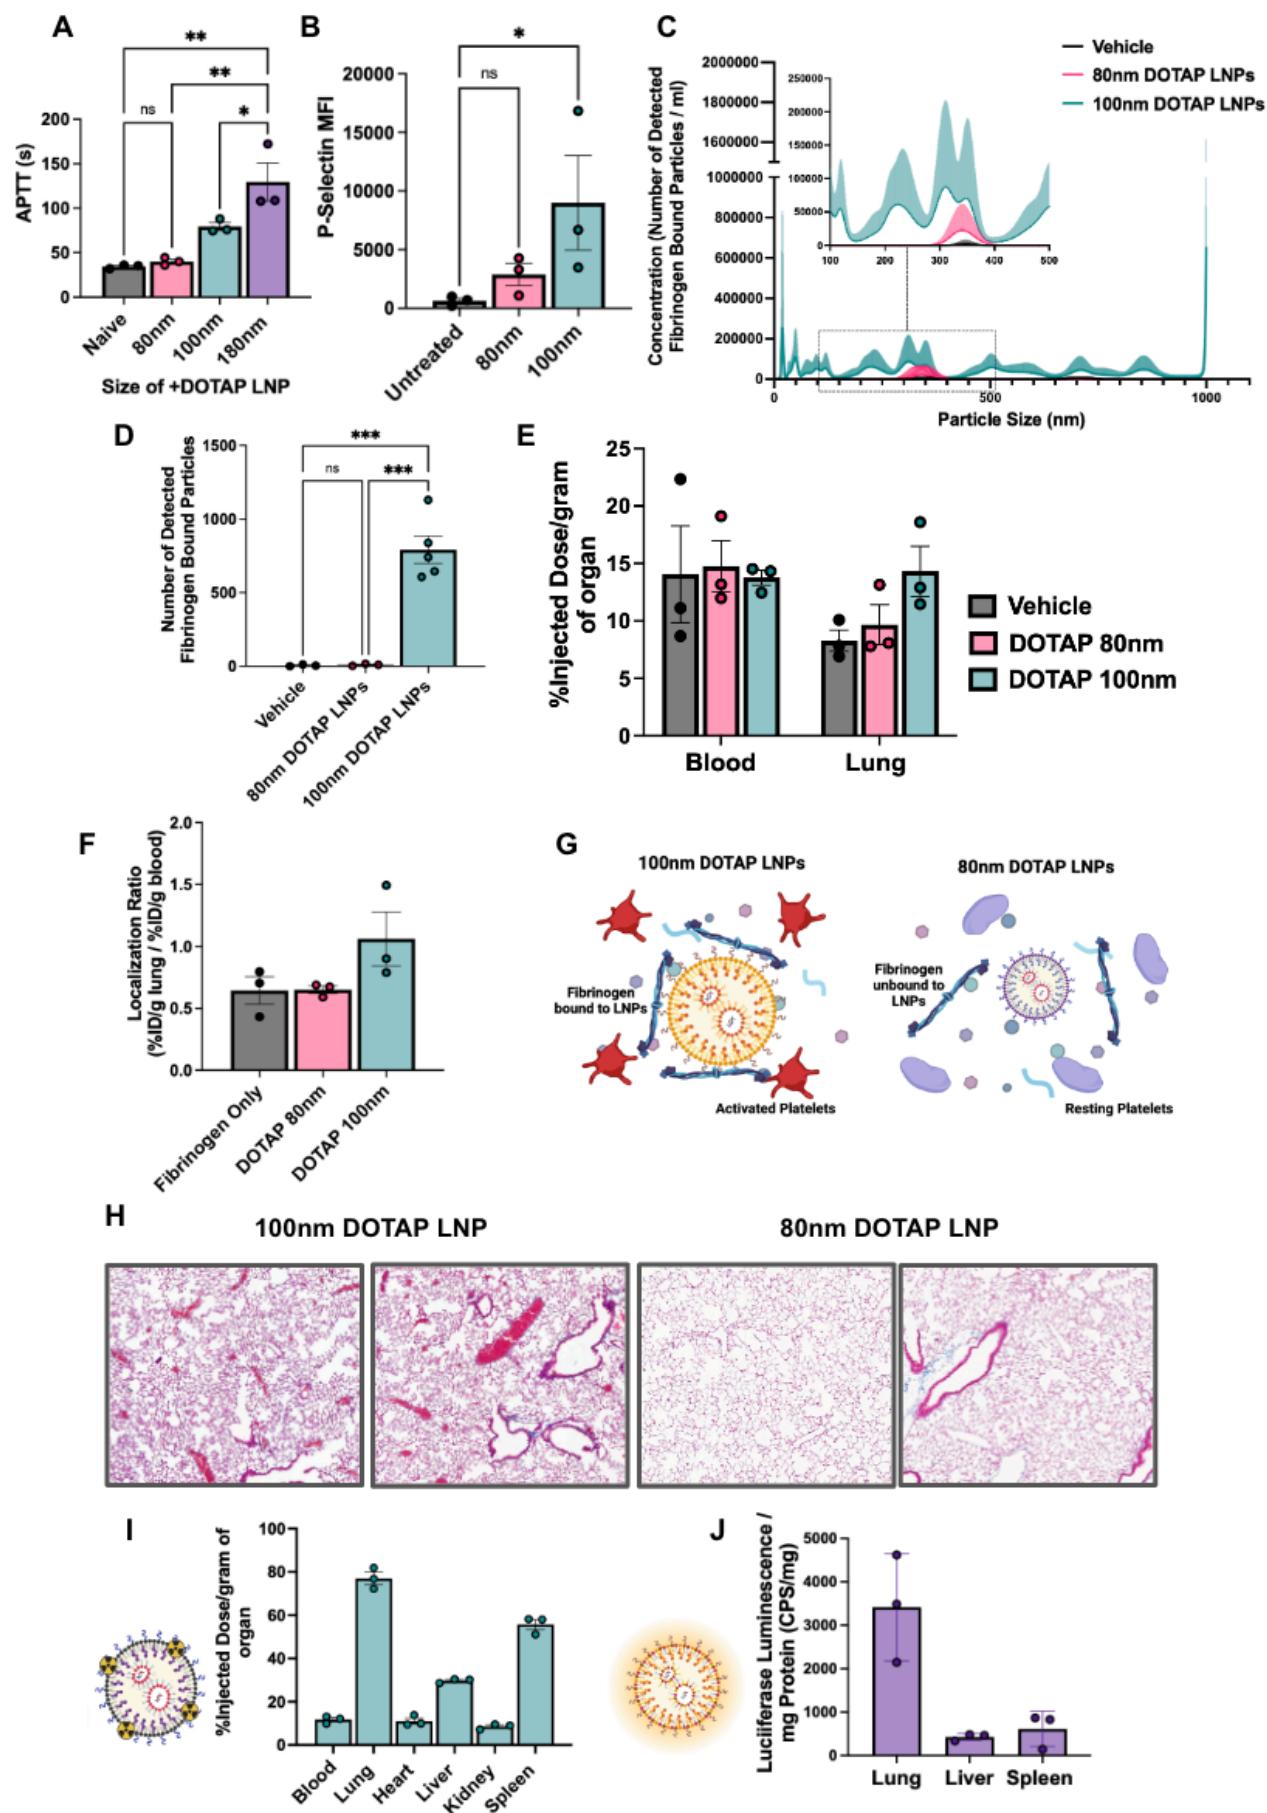 A
**
**
ns
*
APTT (s)
200
150
100
50
0
Naive
80nm
100nm
180nm
Size of +DOTAP LNP
B
*
ns
P-Selectin MFI
20000
15000
10000
5000
0
Untreated
80nm
100nm
C
Vehicle
80nm DOTAP LNPs
100nm DOTAP LNPs
Concentration (Number of Detected
Fibrinogen Bound Particles / ml)
2000000
1800000
1600000
1000000
800000
600000
400000
200000
0
250000
200000
150000
100000
50000
0
100
200
300
400
500
0
500
1000
Particle Size (nm)
D
***
ns
***
Number of Detected
Fibrinogen Bound Particles
1500
1000
500
0
Vehicle
80nm DOTAP LNPs
100nm DOTAP LNPs
E
%Injected Dose/gram
of organ
25
20
15
10
5
0
Blood
Lung
Vehicle
DOTAP 80nm
DOTAP 100nm
F
Localization Ratio
(%ID/g lung / %ID/g blood)
2.0
1.5
1.0
0.5
0.0
Fibrinogen Only
DOTAP 80nm
DOTAP 100nm
G
100nm DOTAP LNPs
80nm DOTAP LNPs
Fibrinogen
bound to LNPs
Fibrinogen
unbound to
LNPs
Activated Platelets
Resting Platelets
H
100nm DOTAP LNP
80nm DOTAP LNP
I
%Injected Dose/gram of
organ
100
80
60
40
20
0
Blood
Lung
Heart
Liver
Kidney
Spleen
J
Luciiferase Luminescence /
mg Protein (CPS/mg)
5000
4000
3000
2000
1000
0
Lung
Liver
Spleen